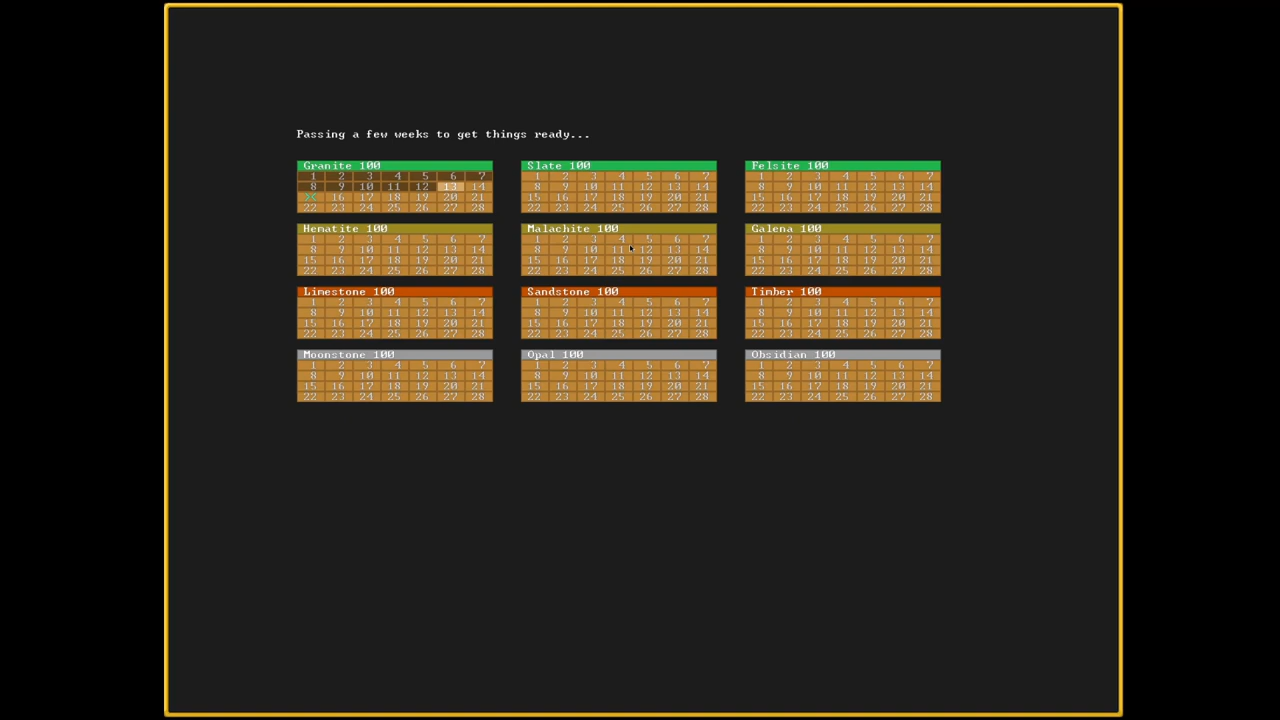 Passing a few weeks to get things ready...
Granite 100 Slate 100 Felsite 100
1 2 3 4 5 6 7 1 2 3 4 5 6 7 1 2 3 4 5 6 7
8 9 10 11 12 13 14 8 9 10 11 12 13 14 8 9 10 11 12 13 14
X 16 17 18 19 20 21 15 16 17 18 19 20 21 15 16 17 18 19 20 21
22 23 24 25 26 27 28 22 23 24 25 26 27 28 22 23 24 25 26 27 28
Hematite 100 Malachite 100 Galena 100
1 2 3 4 5 6 7 1 2 3 4 5 6 7 1 2 3 4 5 6 7
8 9 10 11 12 13 14 8 9 10 11 12 13 14 8 9 10 11 12 13 14
15 16 17 18 19 20 21 15 16 17 18 19 20 21 15 16 17 18 19 20 21
22 23 24 25 26 27 28 22 23 24 25 26 27 28 22 23 24 25 26 27 28
Limestone 100 Sandstone 100 Timber 100
1 2 3 4 5 6 7 1 2 3 4 5 6 7 1 2 3 4 5 6 7
8 9 10 11 12 13 14 8 9 10 11 12 13 14 8 9 10 11 12 13 14
15 16 17 18 19 20 21 15 16 17 18 19 20 21 15 16 17 18 19 20 21
22 23 24 25 26 27 28 22 23 24 25 26 27 28 22 23 24 25 26 27 28
Moonstone 100 Opal 100 Obsidian 100
1 2 3 4 5 6 7 1 2 3 4 5 6 7 1 2 3 4 5 6 7
8 9 10 11 12 13 14 8 9 10 11 12 13 14 8 9 10 11 12 13 14
15 16 17 18 19 20 21 15 16 17 18 19 20 21 15 16 17 18 19 20 21
22 23 24 25 26 27 28 22 23 24 25 26 27 28 22 23 24 25 26 27 28